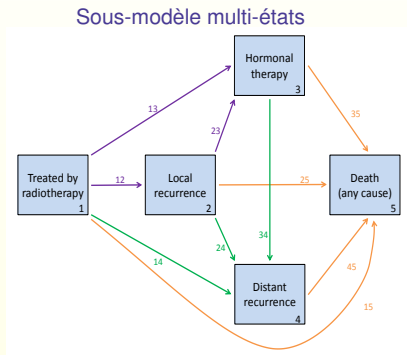 Sous-modèle multi-états
Hormonal
therapy
3
13
35
23
Treated by
radiotherapy
1
12
Local
recurrence
2
25
Death
(any cause)
5
34
24
14
45
Distant
recurrence
4
15